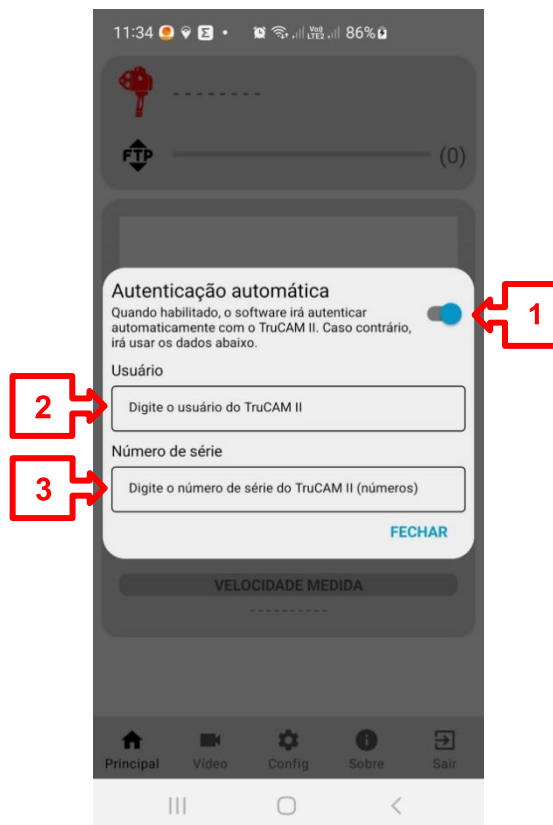 11:34
86%
- - - - - - - -
FTP
(0)
Autenticação automática
Quando habilitado, o software irá autenticar
automaticamente com o TruCAM II. Caso contrário,
irá usar os dados abaixo.
1
Usuário
2
Digite o usuário do TruCAM II
Número de série
3
Digite o número de série do TruCAM II (números)
FECHAR
VELOCIDADE MEDIDA
- - - - - - - - - -
Principal Vídeo Config Sobre Sair